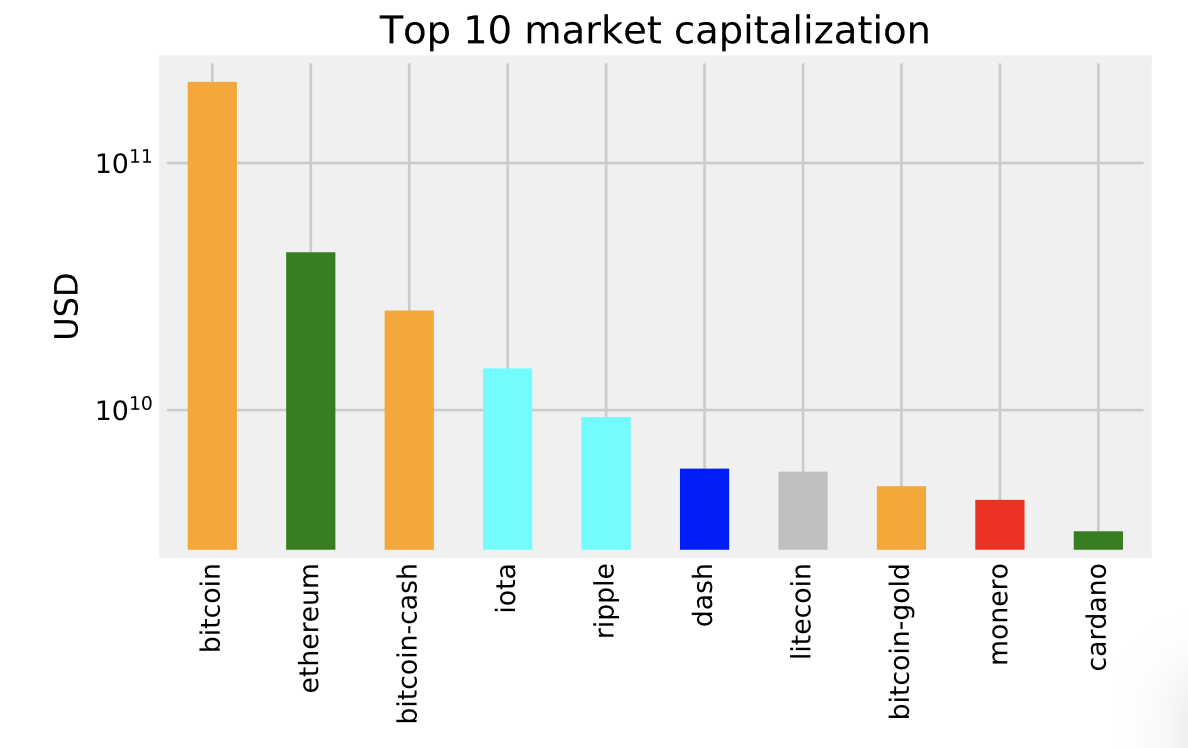 Top 10 market capitalization
USD
10¹¹
10¹⁰
bitcoin
ethereum
bitcoin-cash
iota
ripple
dash
litecoin
bitcoin-gold
monero
cardano